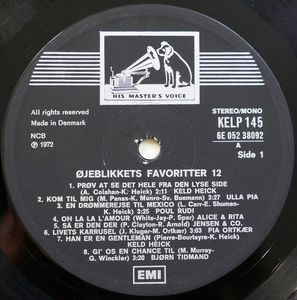 HIS MASTER'S VOICE
All rights reserved
Made in Denmark
NCB
℗ 1972
STEREO/MONO
KELP 145
6E 052 38092
A
Side 1
ØJEBLIKKETS FAVORITTER 12
1. PRØV AT SE DET HELE FRA DEN LYSE SIDE
(A. Colahan-K. Heick) 2:11 KELD HEICK
2. KOM TIL MIG (M. Panas-K. Munro-Sv. Buemann) 3:27 ULLA PIA
3. EN DRØMMEREJSE TIL MEXICO (L. Carr-E. Shuman-
K. Heick) 3:25 POUL RUDI
4. OH LA LA L'AMOUR (White-Jay-P. Spar) ALICE & RITA
5. SÅ ER DEN DER (P. Clayton-R. Arnold) JENSEN & CO.
6. LIVETS KARRUSEL (J. Kluger-M. Ortkær) PIA ORTKÆR
7. HAN ER EN GENTLEMAN (Pierre-Bourtayre-K. Heick)
KELD HEICK
8. GI' OS EN CHANCE TIL (M. Murray-
G. Winckler) 3:20 BJØRN TIDMAND
EMI